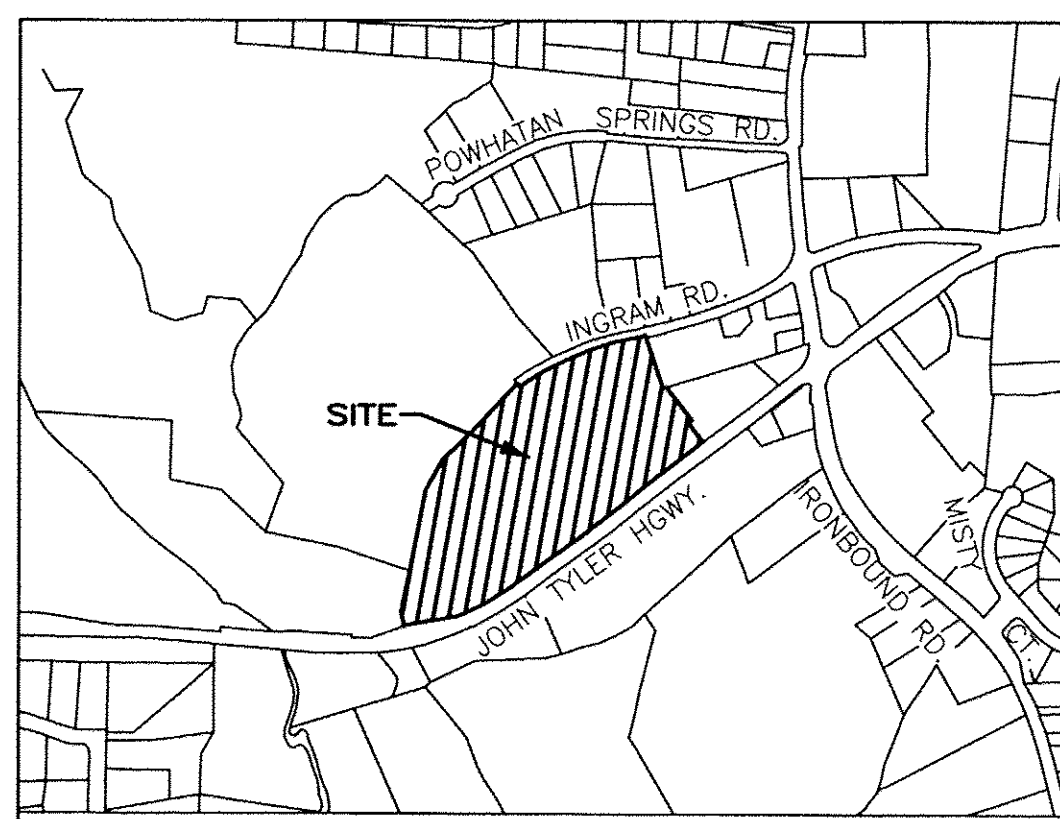 POWHATAN SPRINGS RD.
INGRAM RD.
SITE
JOHN TYLER HGWY.
IRONBOUND RD.
MISTY CT.